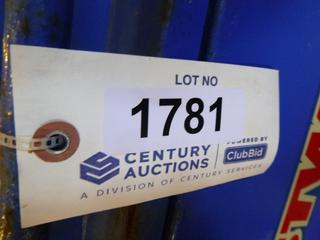 LOT NO
1781
CENTURY
AUCTIONS
POWERED BY
ClubBid
A DIVISION OF CENTURY SERVICES